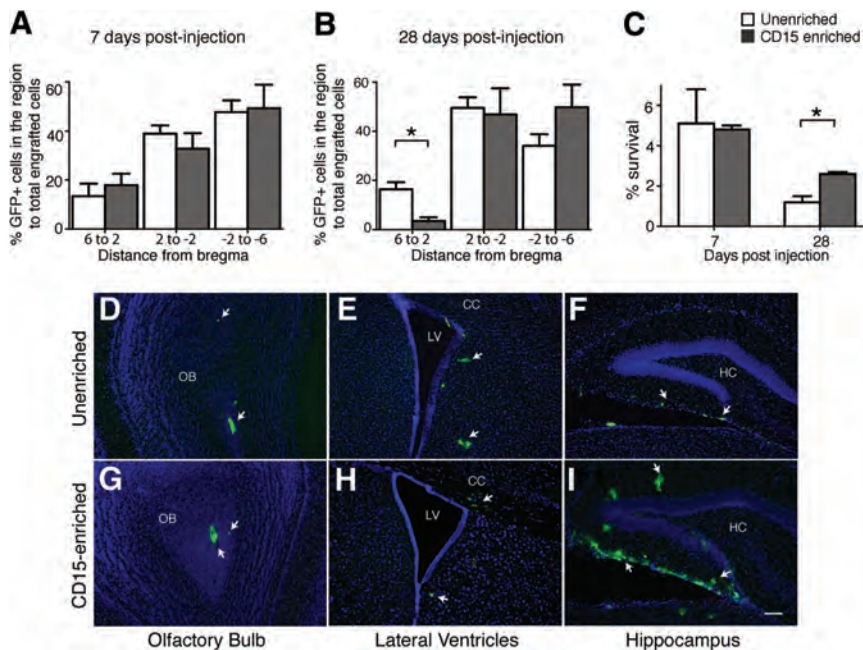 A
7 days post-injection
% GFP+ cells in the region
to total engrafted cells
60
40
20
0
6 to 2
2 to -2
-2 to -6
Distance from bregma
B
28 days post-injection
% GFP+ cells in the region
to total engrafted cells
60
40
20
0
*
6 to 2
2 to -2
-2 to -6
Distance from bregma
C
Unenriched
CD15 enriched
% survival
6
4
2
0
*
7
28
Days post injection
Unenriched
D
OB
E
CC
LV
F
HC
CD15-enriched
G
OB
H
CC
LV
I
HC
Olfactory Bulb
Lateral Ventricles
Hippocampus